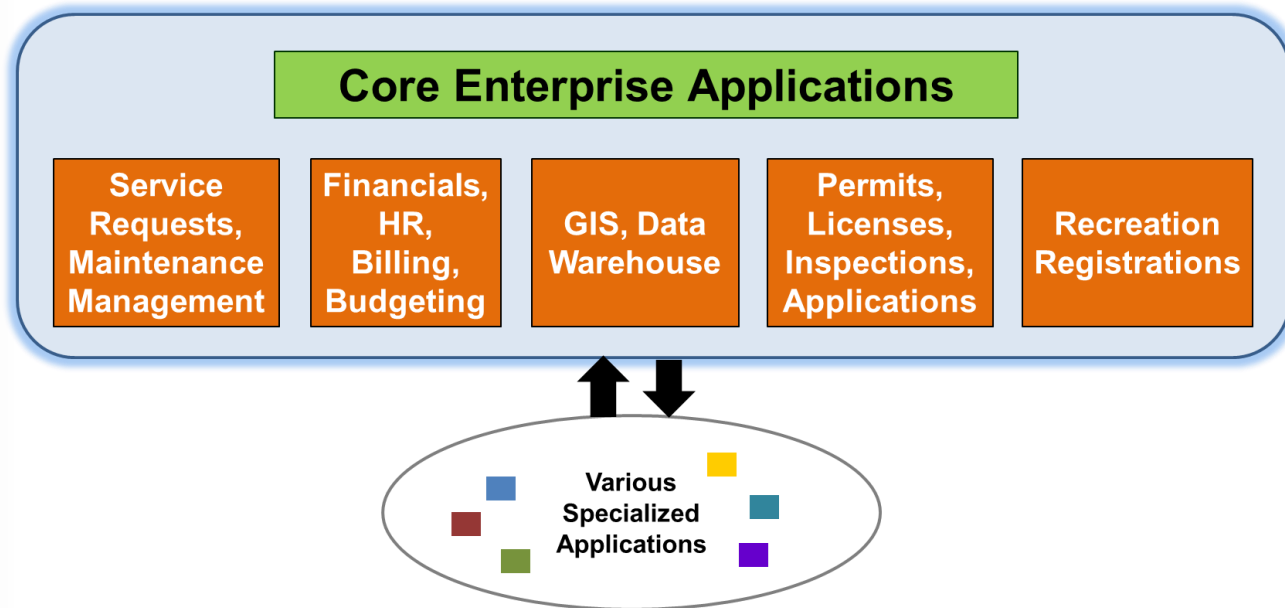 Core Enterprise Applications
Service
Requests,
Maintenance
Management
Financials,
HR,
Billing,
Budgeting
GIS, Data
Warehouse
Permits,
Licenses,
Inspections,
Applications
Recreation
Registrations
Various
Specialized
Applications